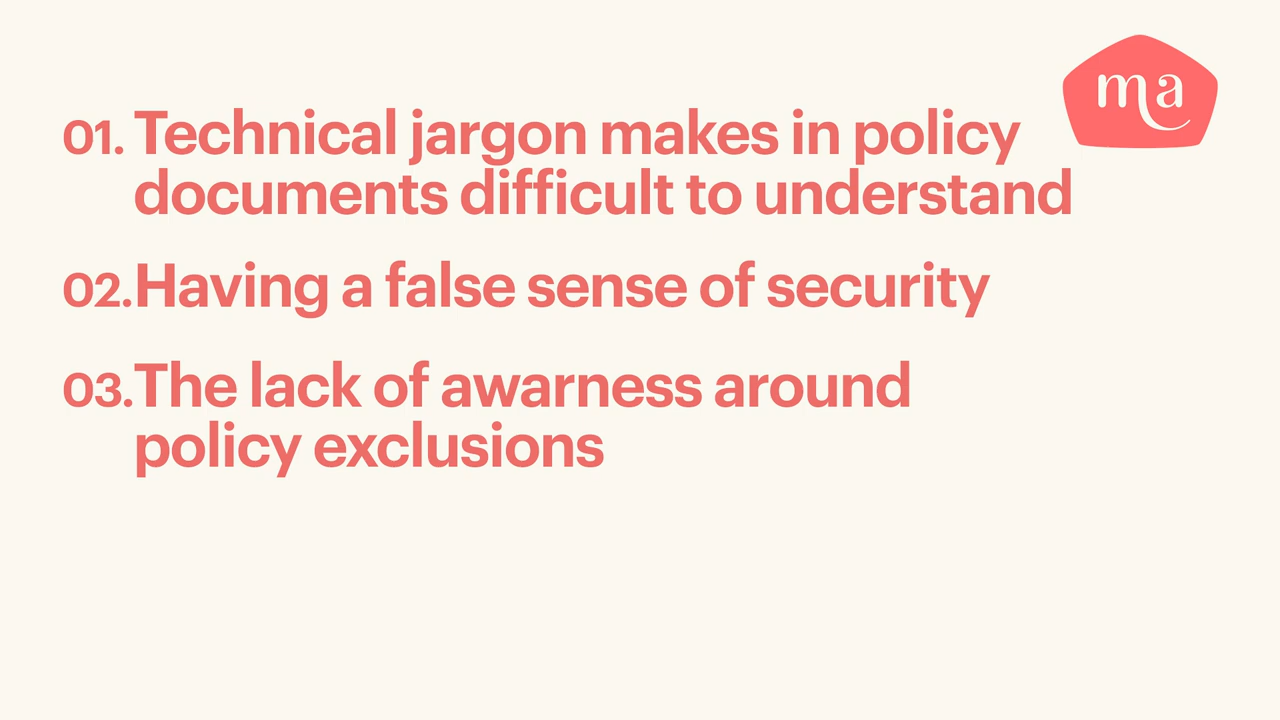 ma
01. Technical jargon makes in policy
documents difficult to understand
02. Having a false sense of security
03. The lack of awarness around
policy exclusions